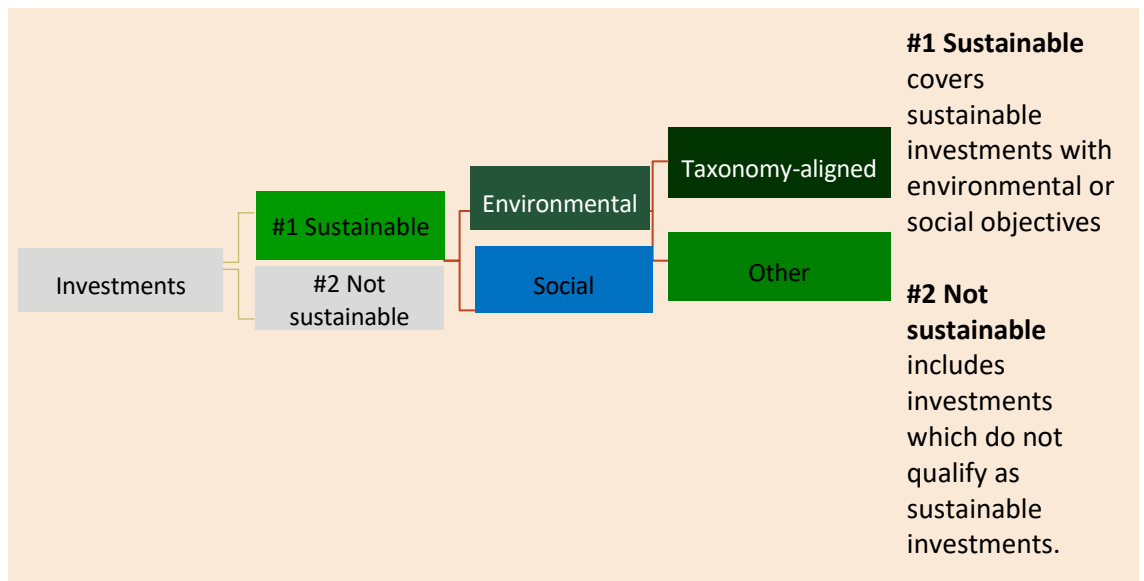 Investments
#1 Sustainable
#2 Not
sustainable
Environmental
Social
Taxonomy-aligned
Other
#1 Sustainable
covers
sustainable
investments with
environmental or
social objectives
#2 Not
sustainable
includes
investments
which do not
qualify as
sustainable
investments.